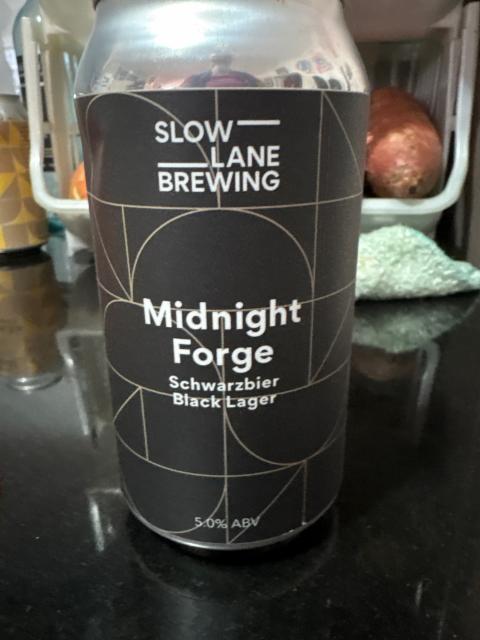 SLOW
LANE
BREWING
Midnight
Forge
Schwarzbier
Black Lager
5.0% ABV